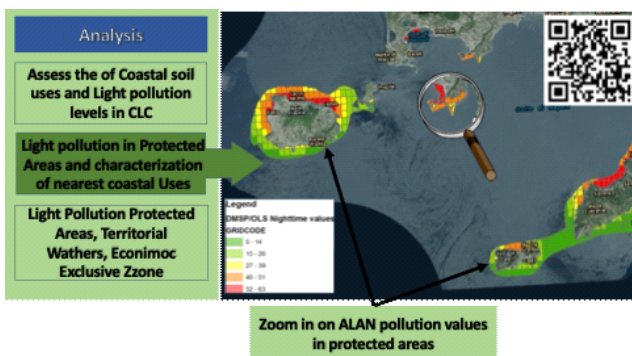 Analysis
Assess the of Coastal soil
uses and Light pollution
levels in CLC
Light pollution in Protected
Areas and characterization
of nearest coastal Uses
Light Pollution Protected
Areas, Territorial
Wathers, Econimoc
Exclusive Zzone
Legend
DMSP/OLS Nighttime values
GRIDCODE
0 - 14
15 - 26
27 - 39
40 - 51
52 - 63
Zoom in on ALAN pollution values
in protected areas